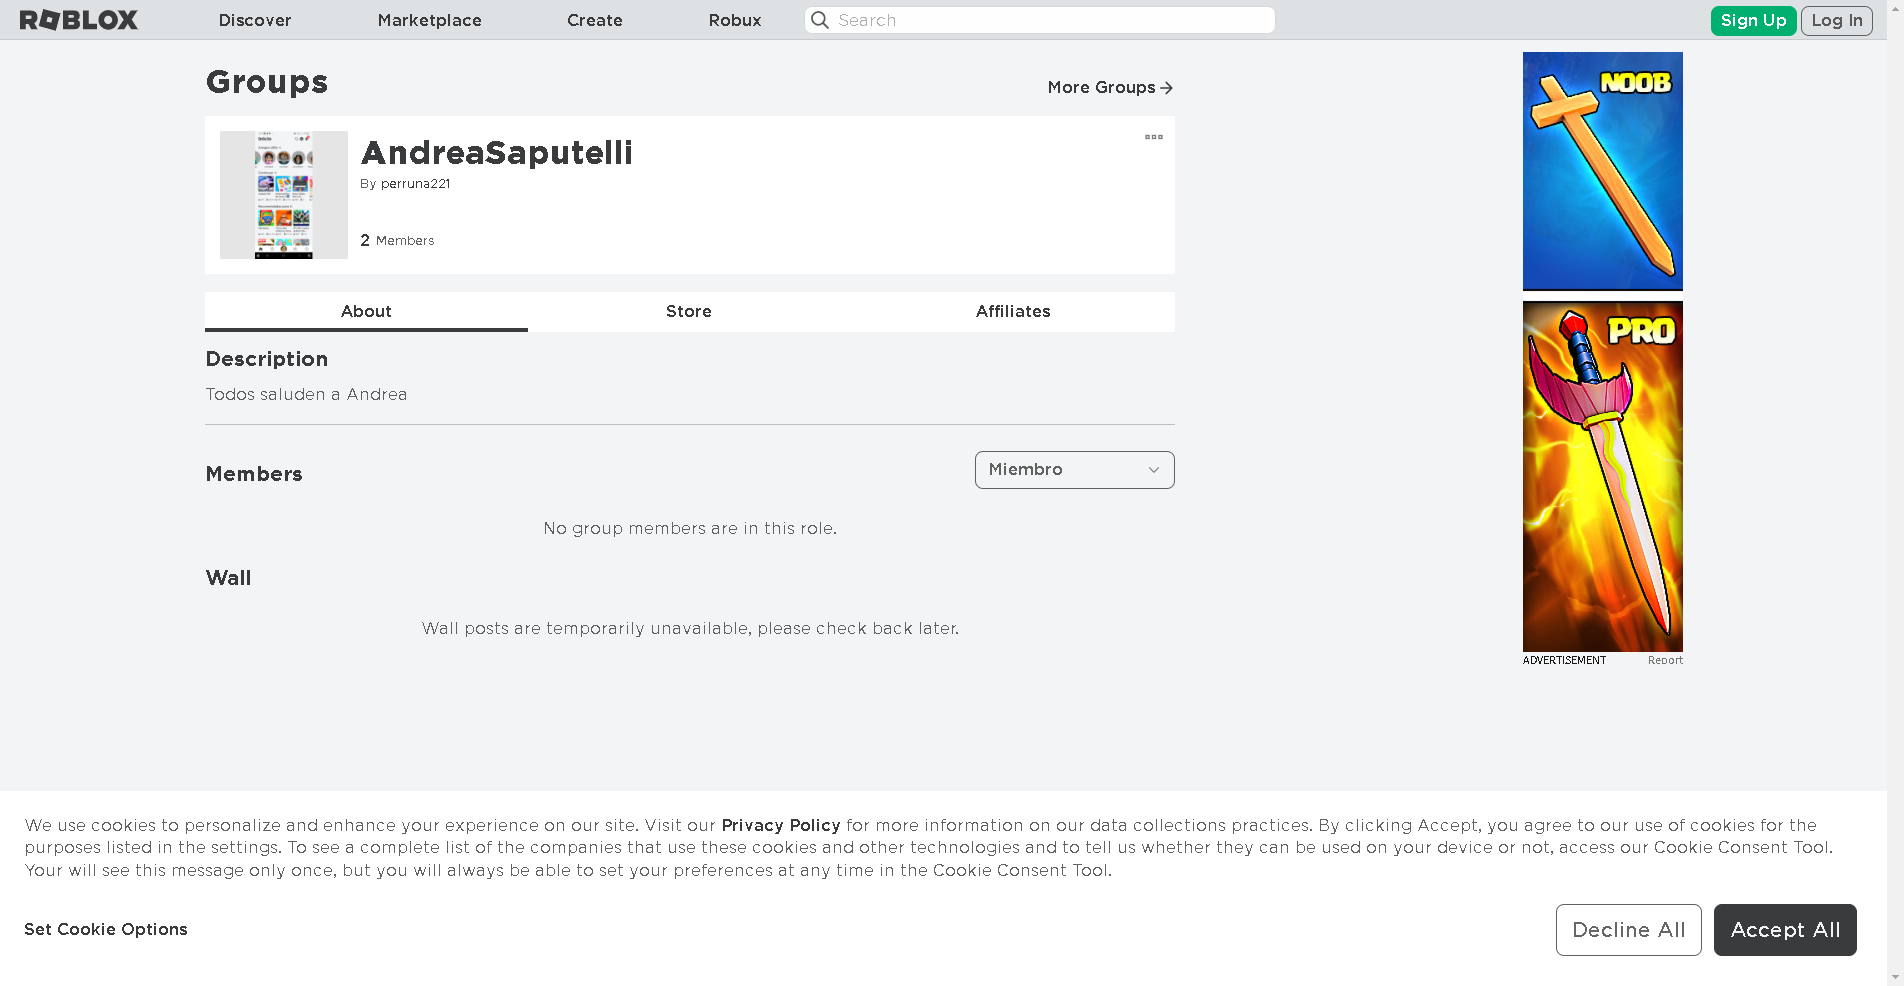 ROBLOX Discover Marketplace Create Robux Search Sign Up Log In
Groups
More Groups
AndreaSaputelli
By perruna221
2 Members
About Store Affiliates
Description
Todos saluden a Andrea
Members
Miembro
No group members are in this role.
Wall
Wall posts are temporarily unavailable, please check back later.
NOOB
PRO
ADVERTISEMENT Report
We use cookies to personalize and enhance your experience on our site. Visit our Privacy Policy for more information on our data collections practices. By clicking Accept, you agree to our use of cookies for the
purposes listed in the settings. To see a complete list of the companies that use these cookies and other technologies and to tell us whether they can be used on your device or not, access our Cookie Consent Tool.
Your will see this message only once, but you will always be able to set your preferences at any time in the Cookie Consent Tool.
Set Cookie Options
Decline All
Accept All